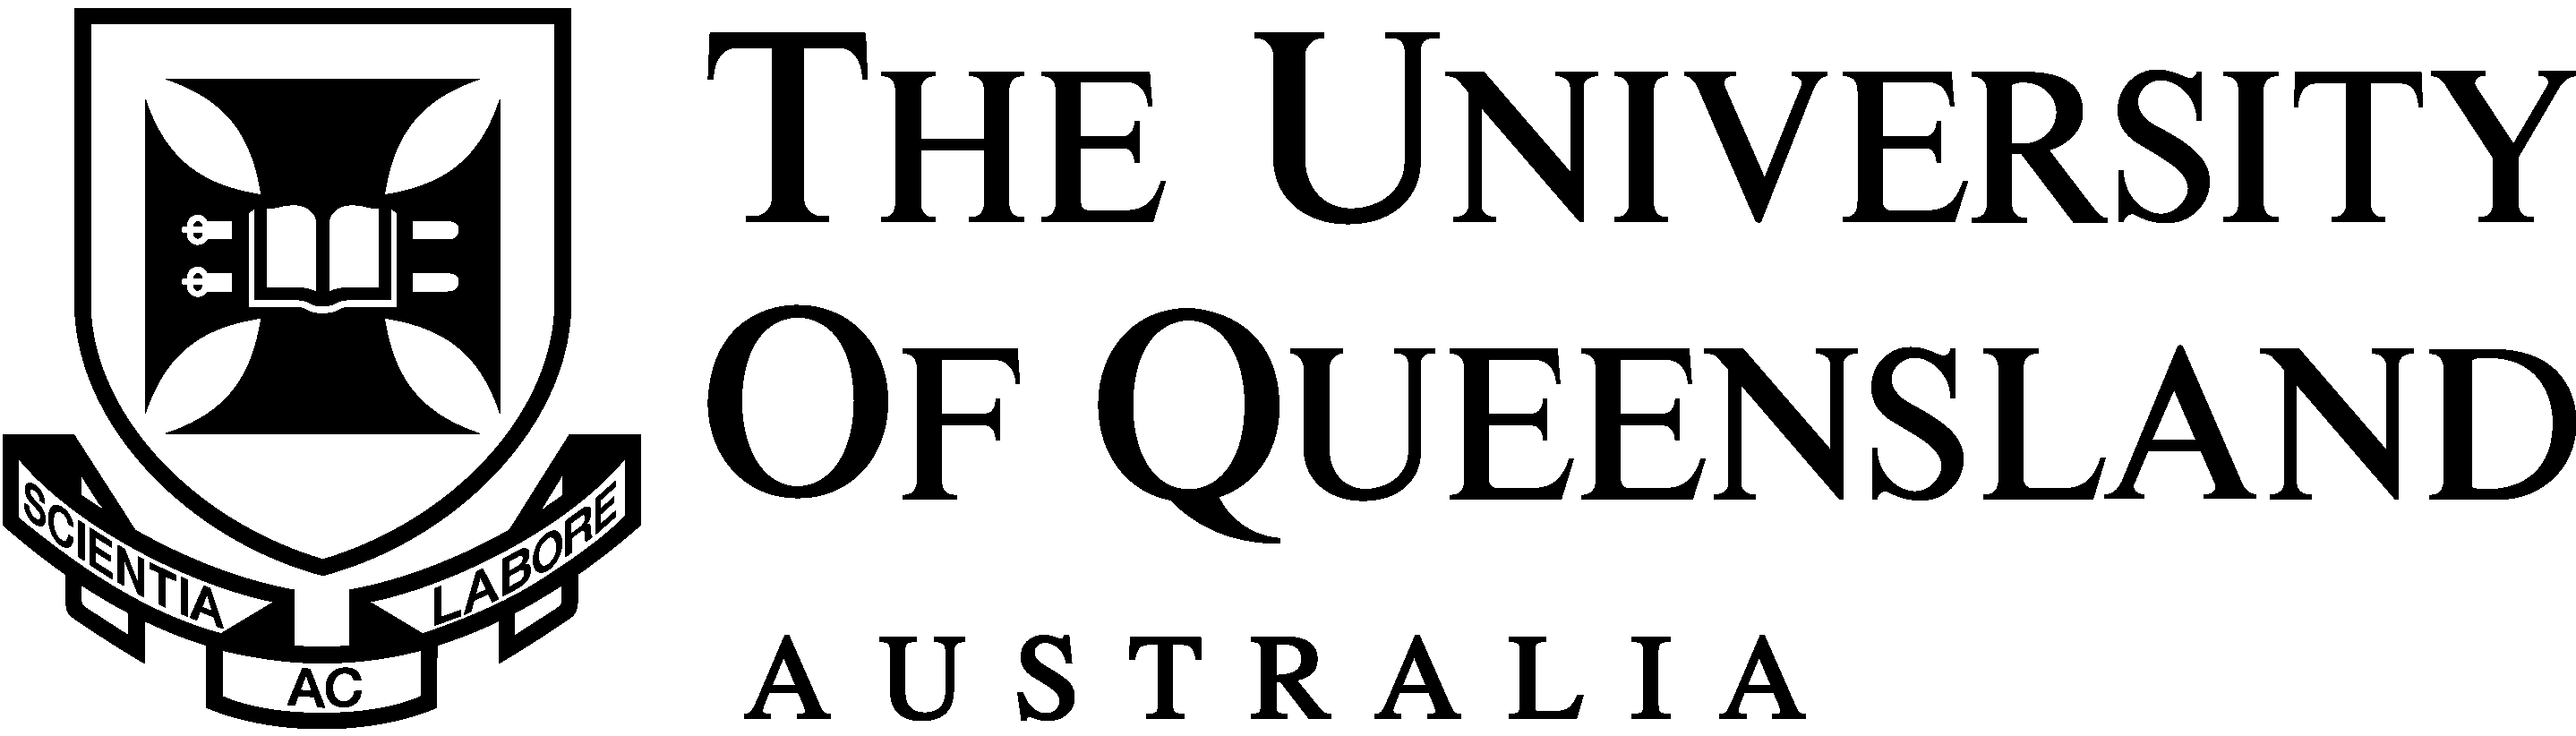 THE UNIVERSITY
OF QUEENSLAND
AUSTRALIA
SCIENTIA AC LABORE